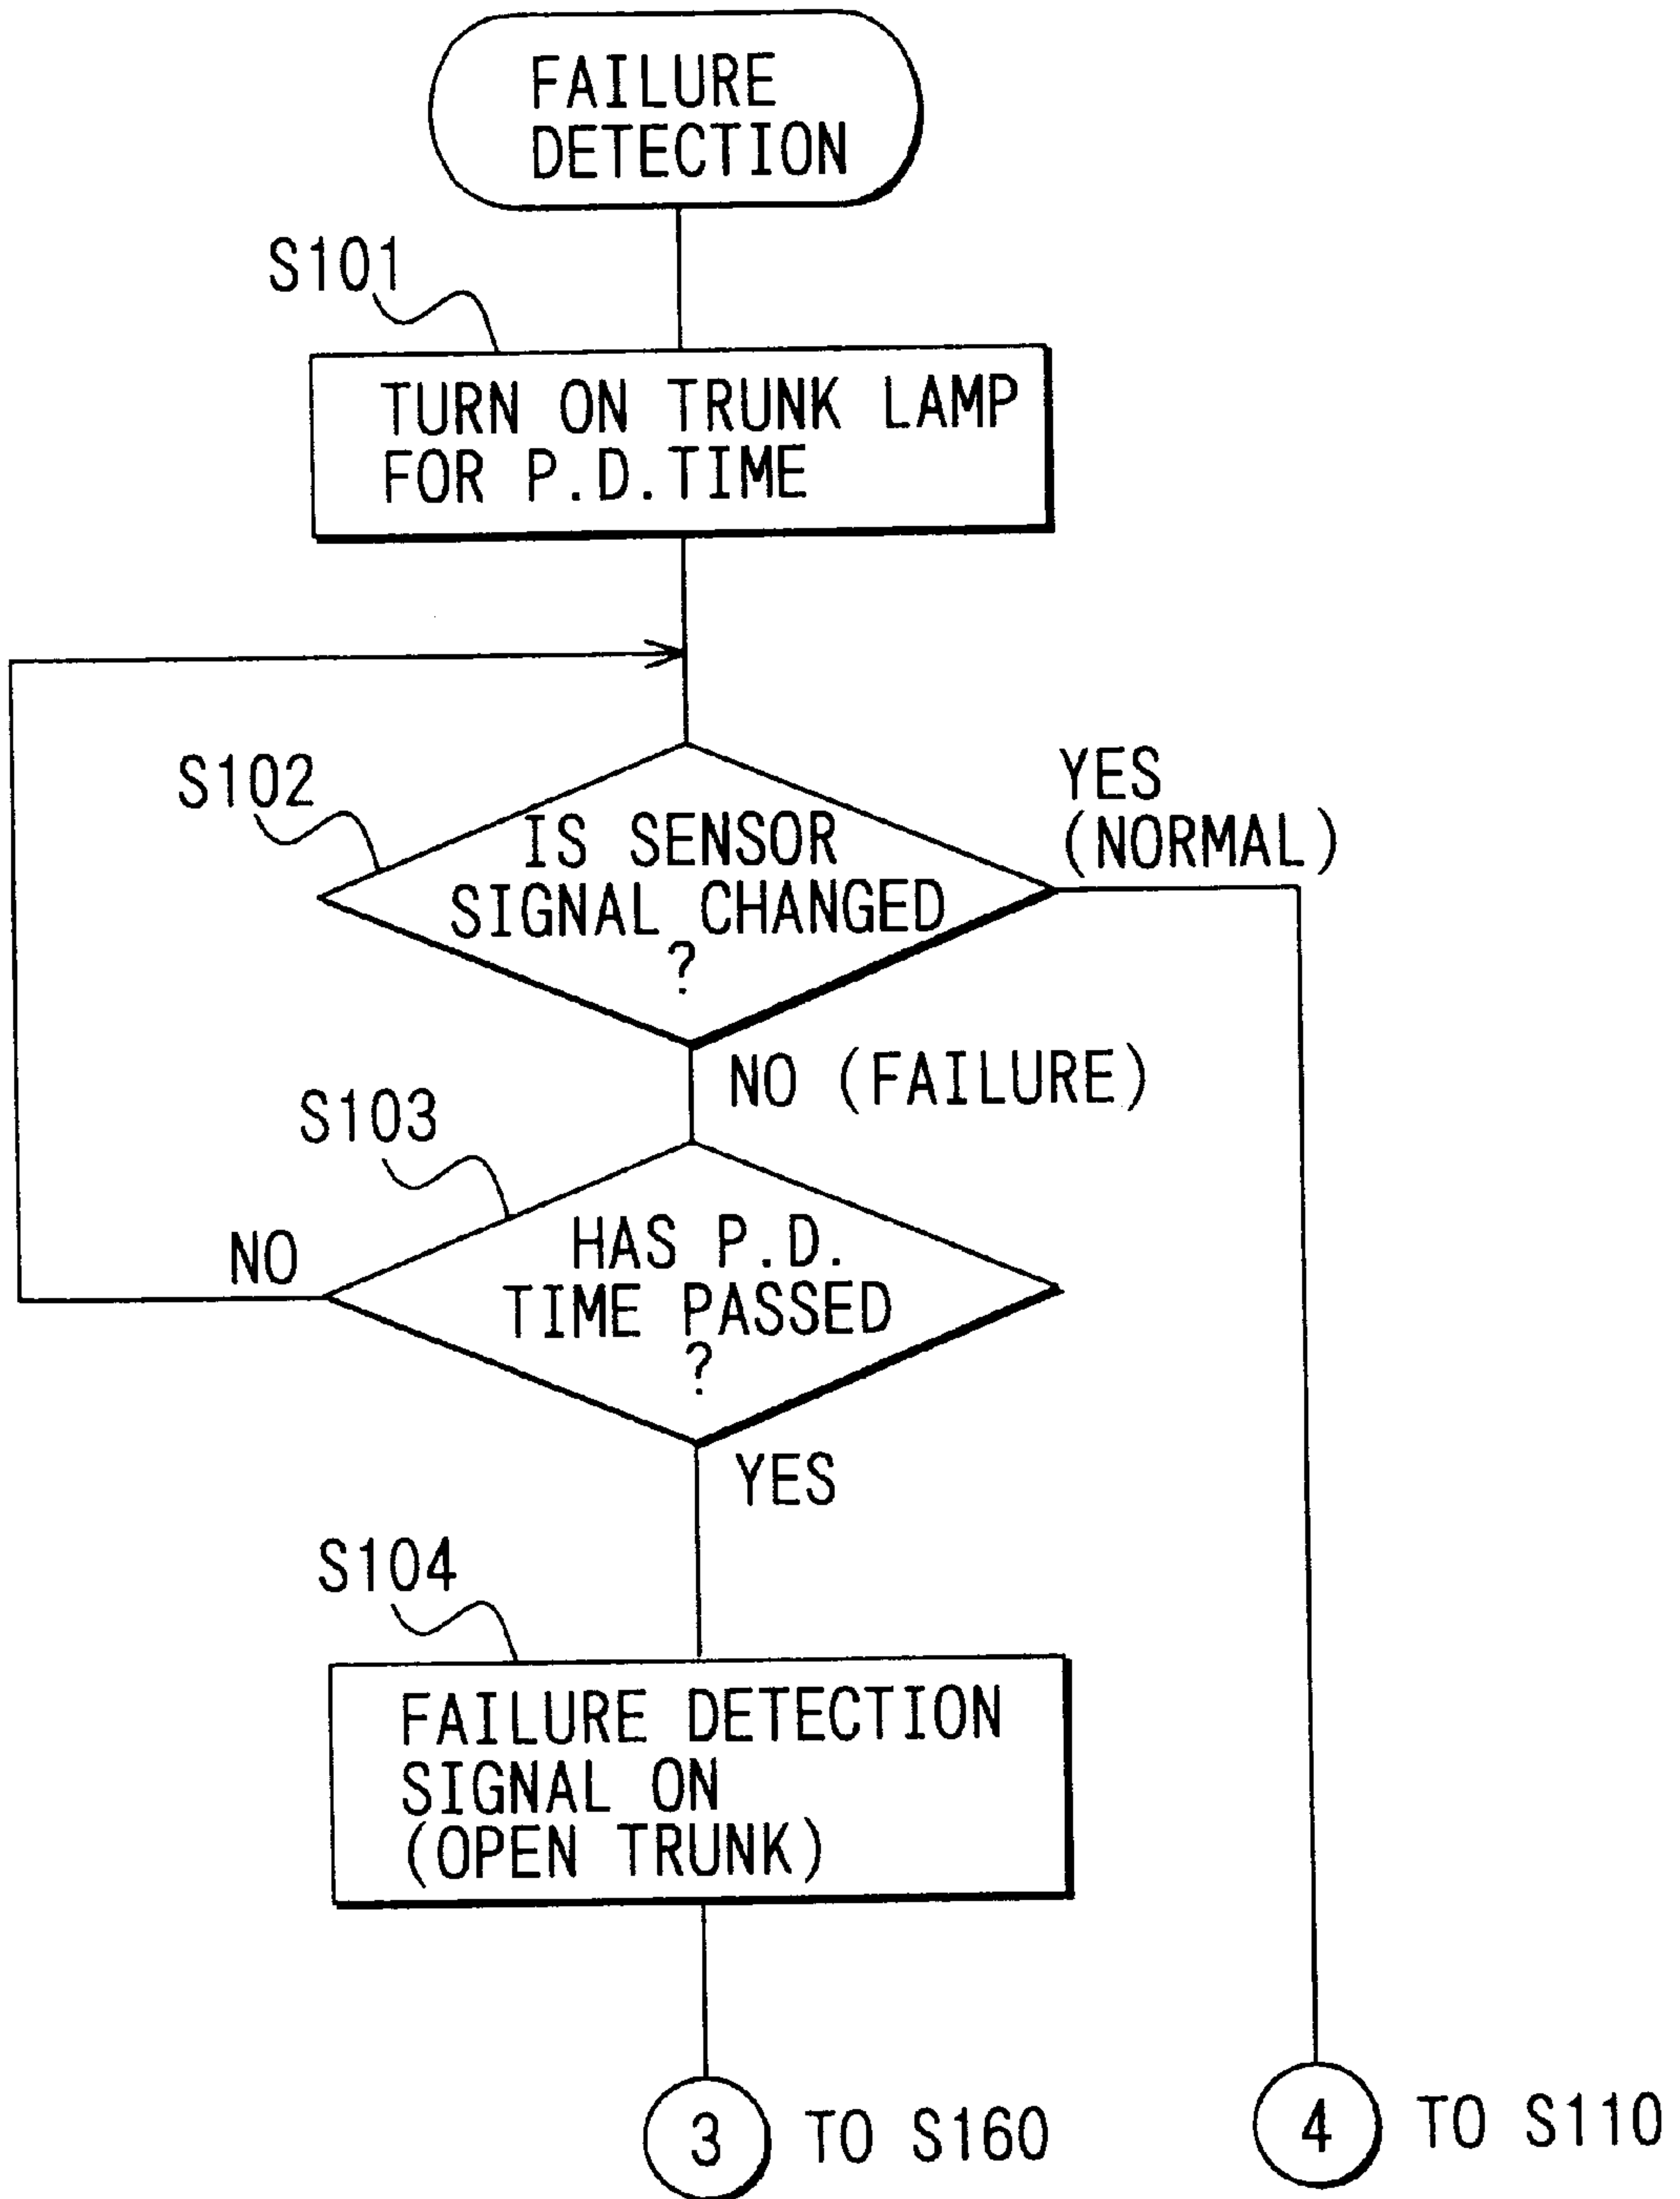 FAILURE
DETECTION
S101
TURN ON TRUNK LAMP
FOR P.D.TIME
S102
IS SENSOR
SIGNAL CHANGED
?
YES
(NORMAL)
NO (FAILURE)
S103
HAS P.D.
TIME PASSED
?
NO
YES
S104
FAILURE DETECTION
SIGNAL ON
(OPEN TRUNK)
3 TO S160
4 TO S110